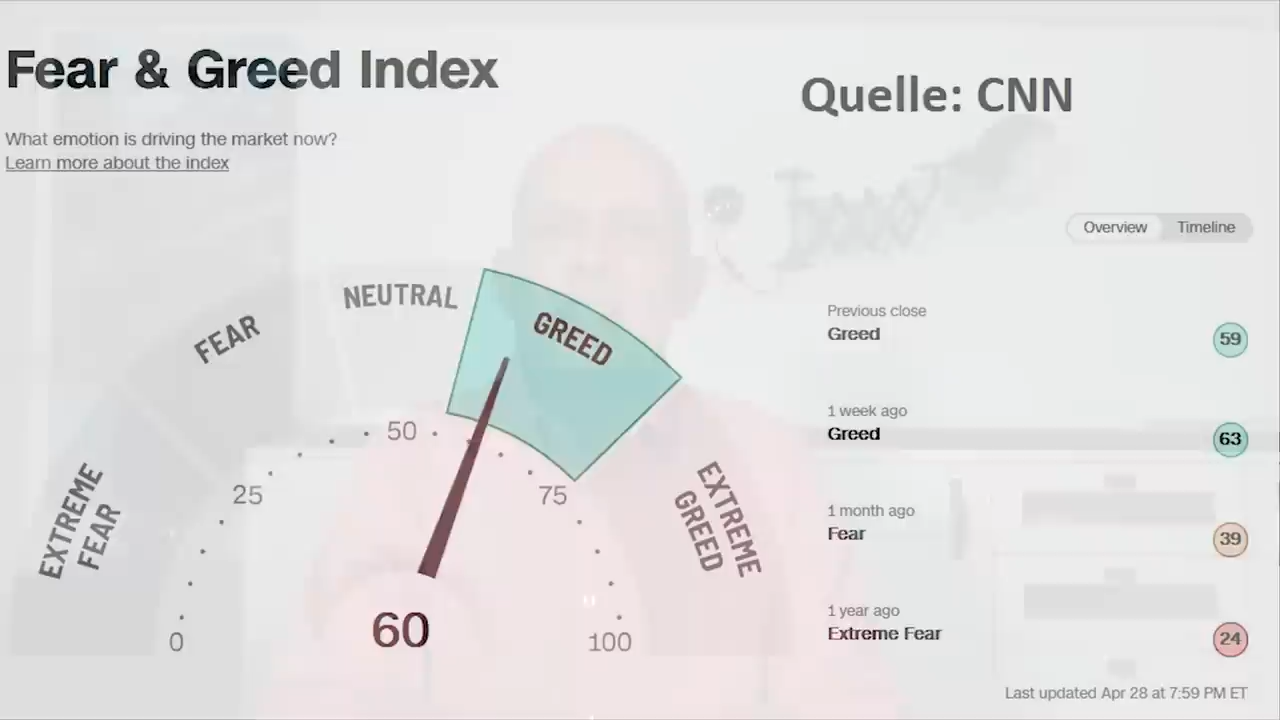 Fear & Greed Index
Quelle: CNN
What emotion is driving the market now?
Learn more about the index
Overview
Timeline
EXTREME
FEAR
FEAR
NEUTRAL
GREED
EXTREME
GREED
0
25
50
75
100
60
Previous close
Greed
59
1 week ago
Greed
63
1 month ago
Fear
39
1 year ago
Extreme Fear
24
Last updated Apr 28 at 7:59 PM ET